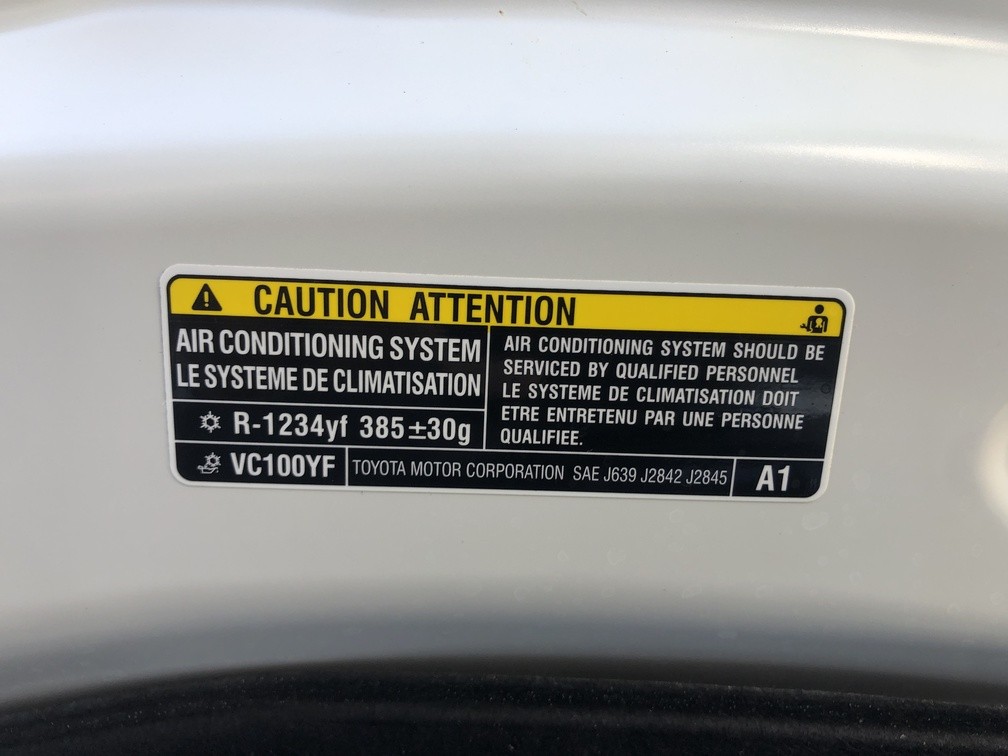 CAUTION ATTENTION
AIR CONDITIONING SYSTEM
LE SYSTEME DE CLIMATISATION
R-1234yf 385±30g
AIR CONDITIONING SYSTEM SHOULD BE
SERVICED BY QUALIFIED PERSONNEL
LE SYSTEME DE CLIMATISATION DOIT
ETRE ENTRETENU PAR UNE PERSONNE
QUALIFIEE.
VC100YF
TOYOTA MOTOR CORPORATION SAE J639 J2842 J2845
A1